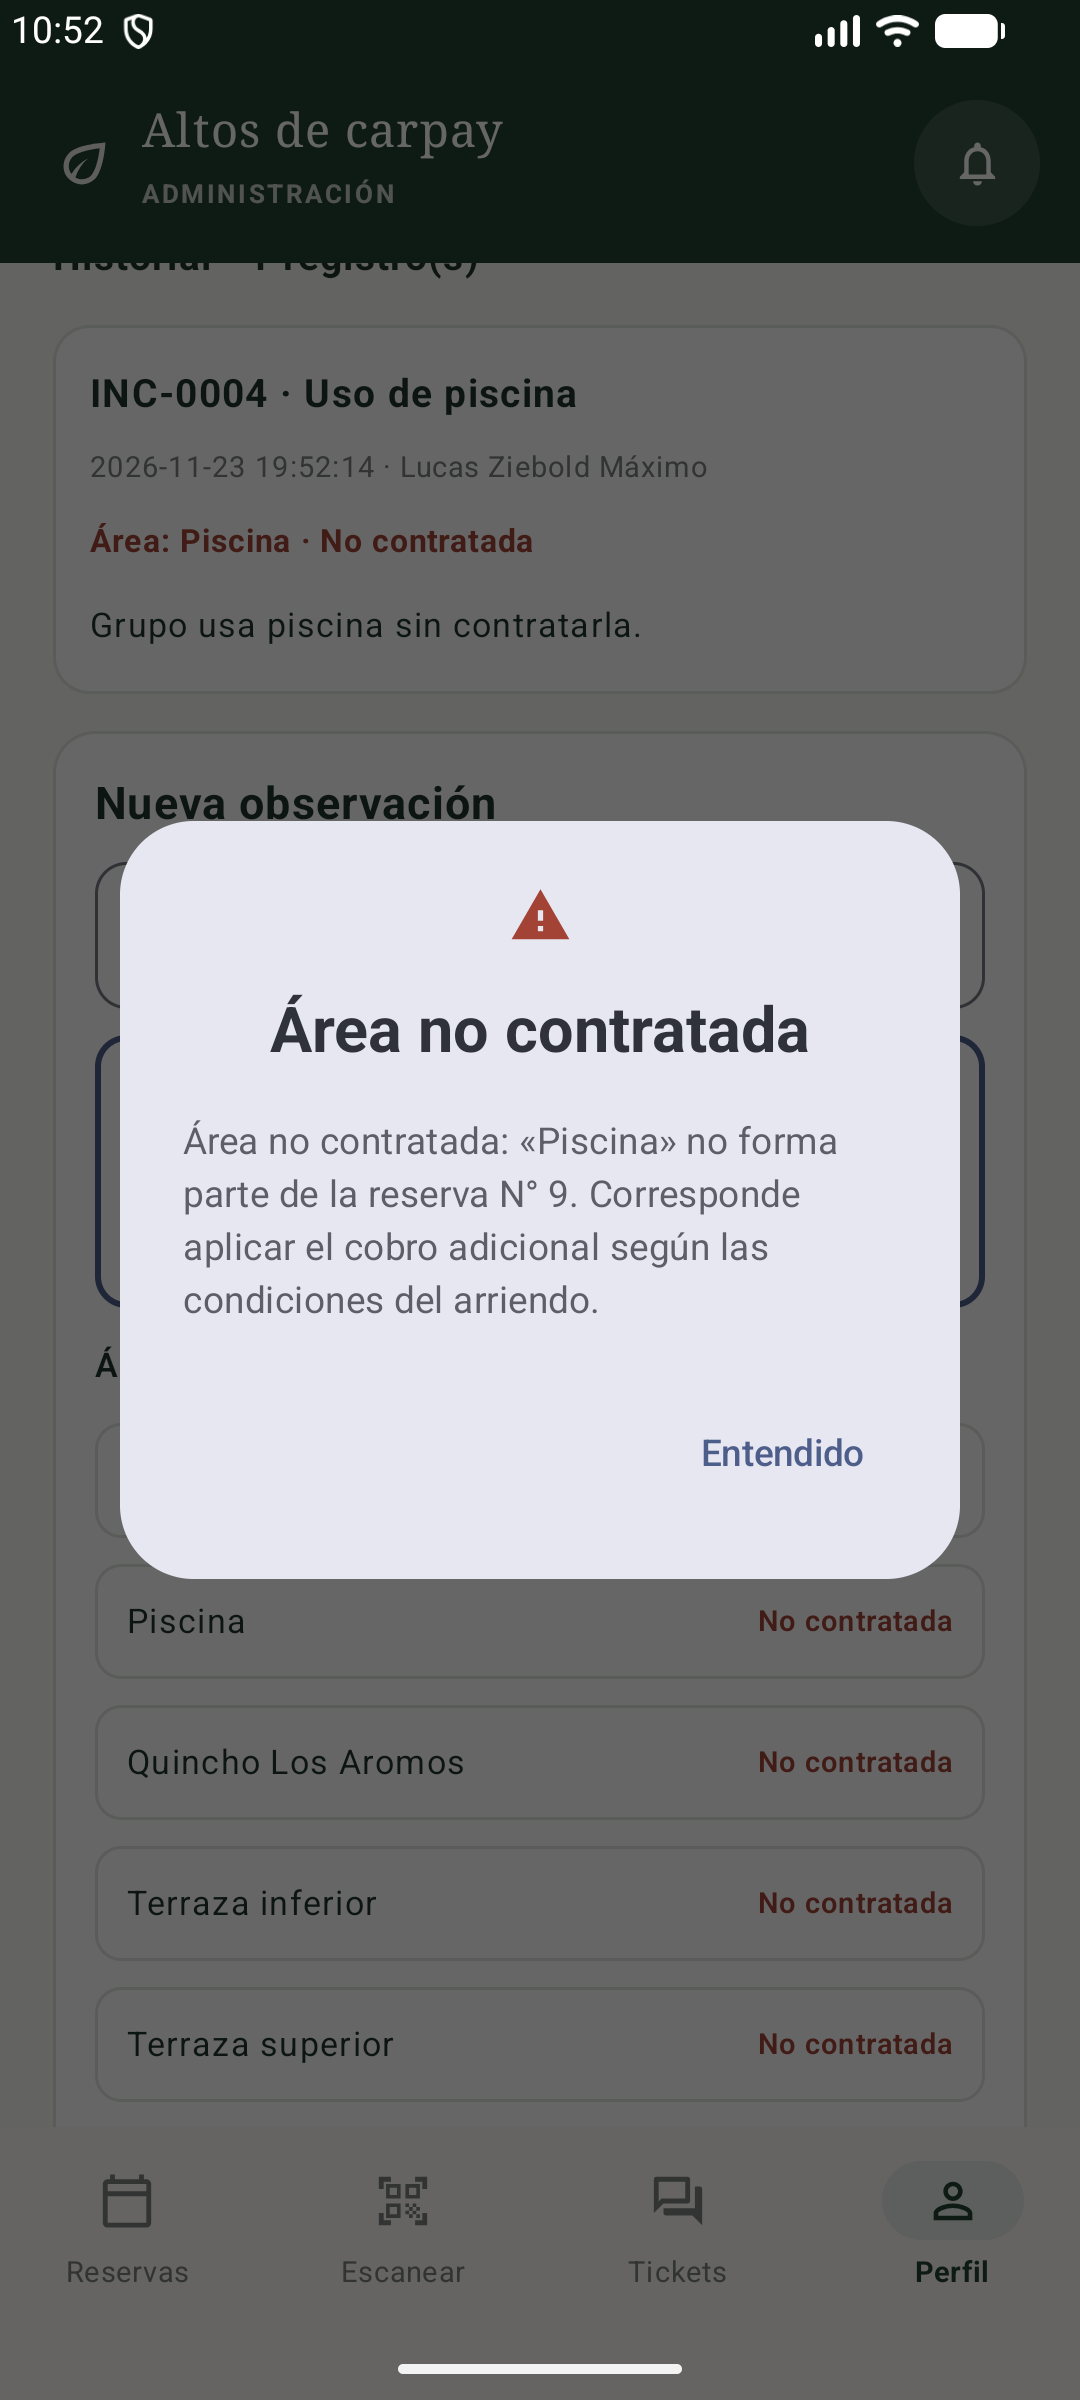 10:52
Altos de carpay
ADMINISTRACIÓN
Historial registro(s)
INC-0004 · Uso de piscina
2026-11-23 19:52:14 · Lucas Ziebold Máximo
Área: Piscina · No contratada
Grupo usa piscina sin contratarla.
Nueva observación
Área no contratada
Área no contratada: «Piscina» no forma
parte de la reserva N° 9. Corresponde
aplicar el cobro adicional según las
condiciones del arriendo.
Á
Entendido
Piscina No contratada
Quincho Los Aromos No contratada
Terraza inferior No contratada
Terraza superior No contratada
Reservas Escanear Tickets Perfil